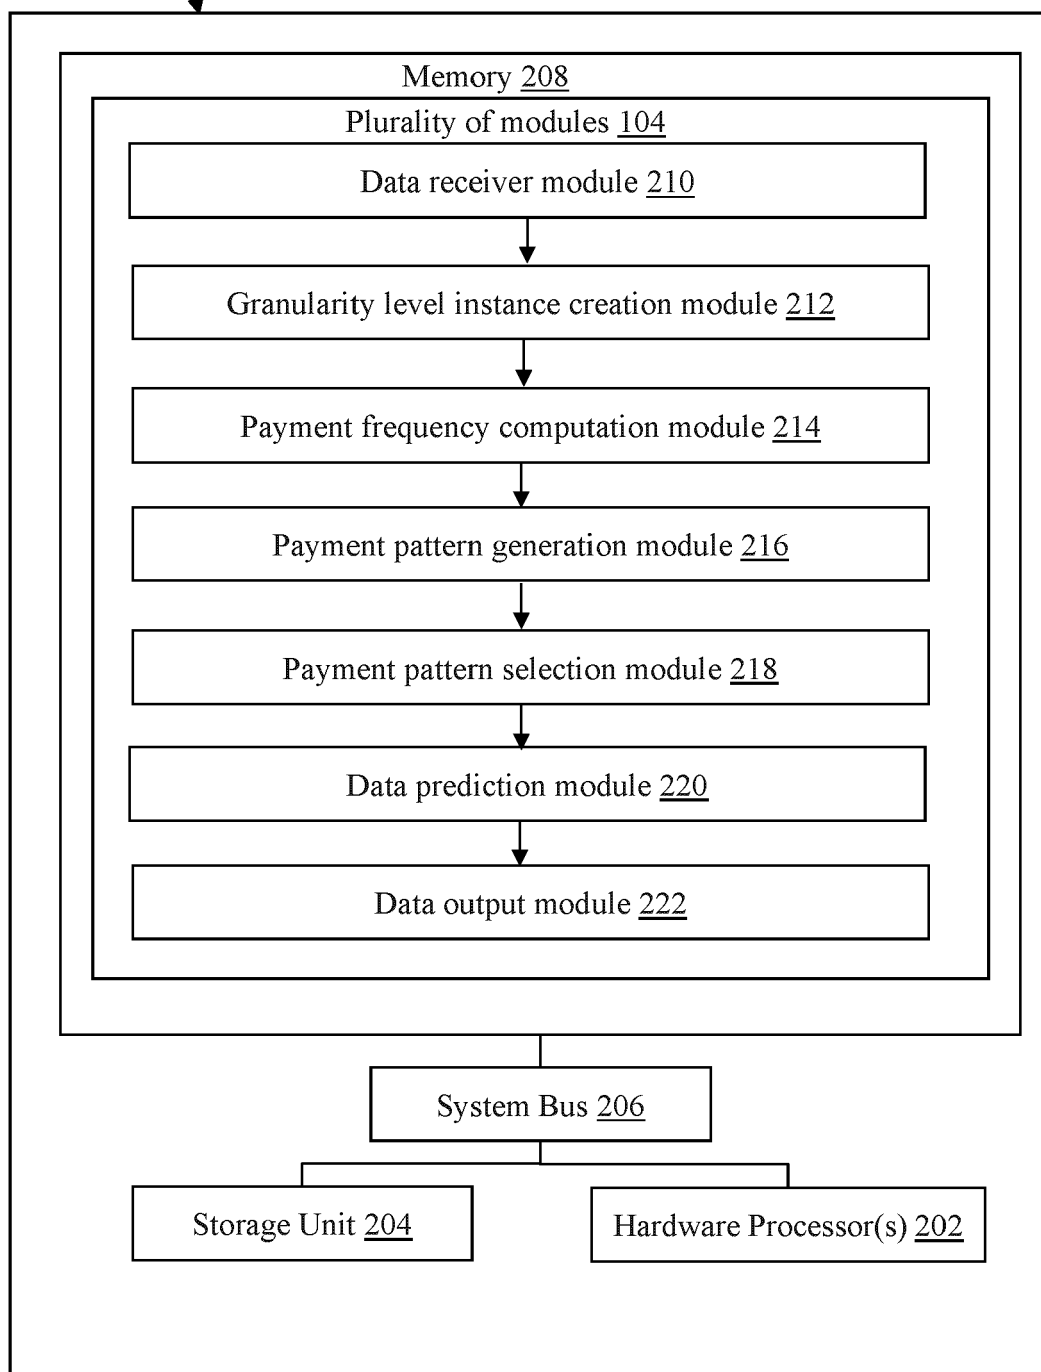 Memory 208
Plurality of modules 104
Data receiver module 210
Granularity level instance creation module 212
Payment frequency computation module 214
Payment pattern generation module 216
Payment pattern selection module 218
Data prediction module 220
Data output module 222
System Bus 206
Storage Unit 204
Hardware Processor(s) 202